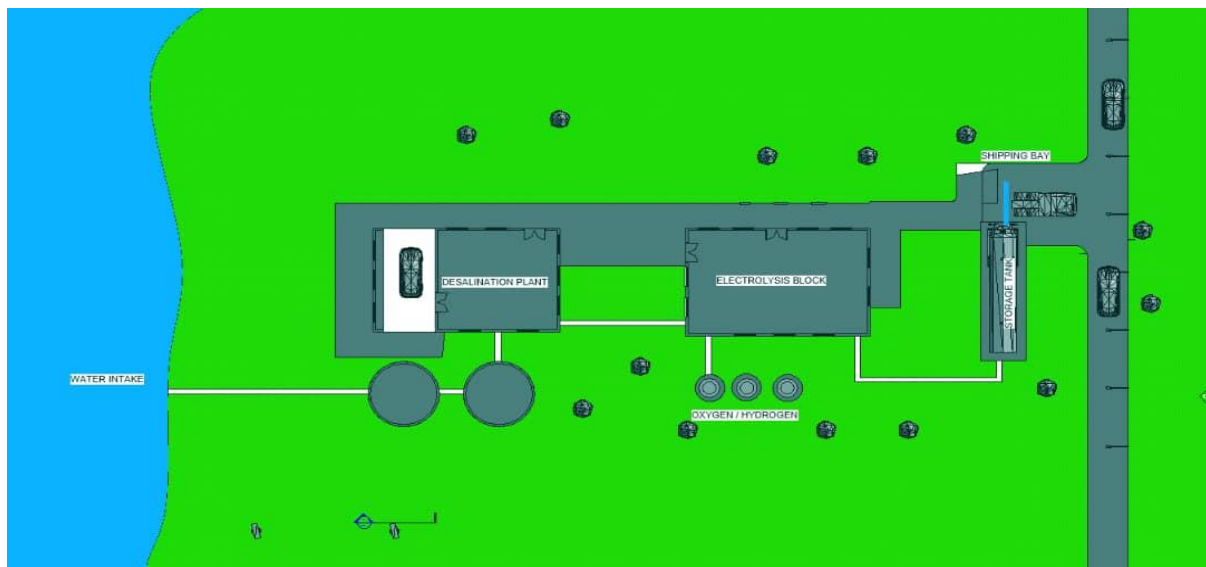 SHIPPING BAY
DESALINATION PLANT
ELECTROLYSIS BLOCK
STORAGE TANK
WATER INTAKE
OXYGEN / HYDROGEN